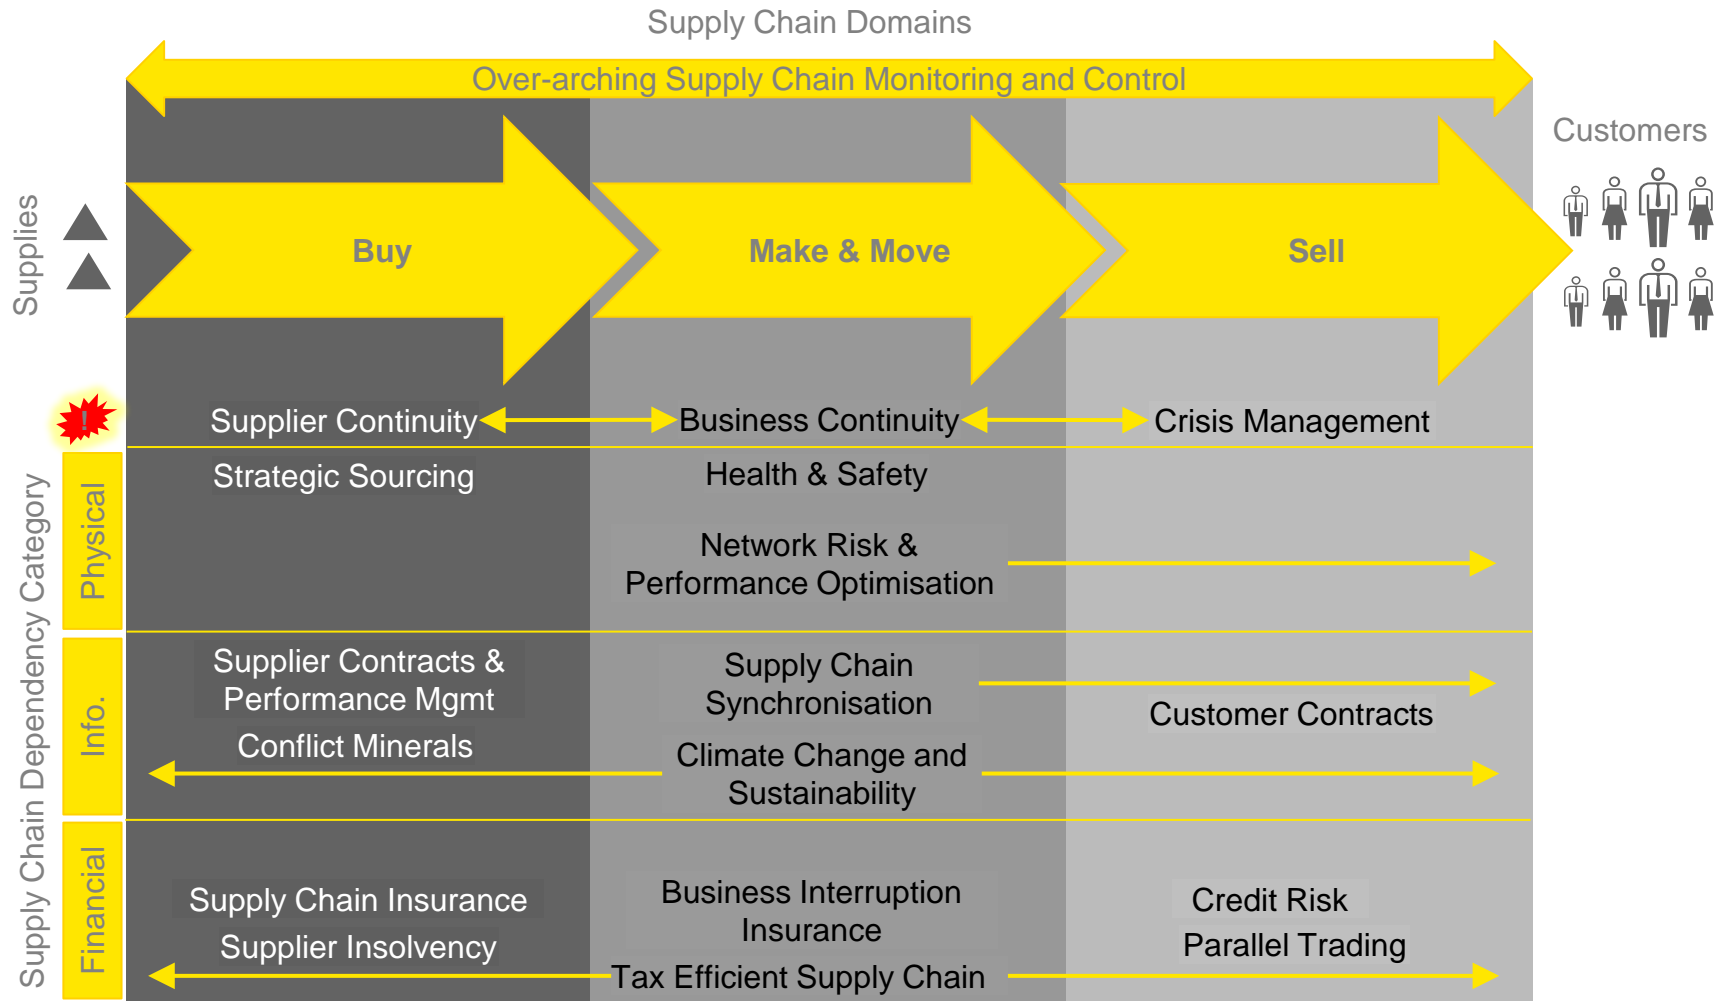 Supply Chain Domains
Over-arching Supply Chain Monitoring and Control
Customers
Supplies
Buy
Make & Move
Sell
!
Supplier Continuity
Business Continuity
Crisis Management
Supply Chain Dependency Category
Physical
Strategic Sourcing
Health & Safety
Network Risk &
Performance Optimisation
Info.
Supplier Contracts &
Performance Mgmt
Conflict Minerals
Supply Chain
Synchronisation
Climate Change and
Sustainability
Customer Contracts
Financial
Supply Chain Insurance
Supplier Insolvency
Business Interruption
Insurance
Tax Efficient Supply Chain
Credit Risk
Parallel Trading